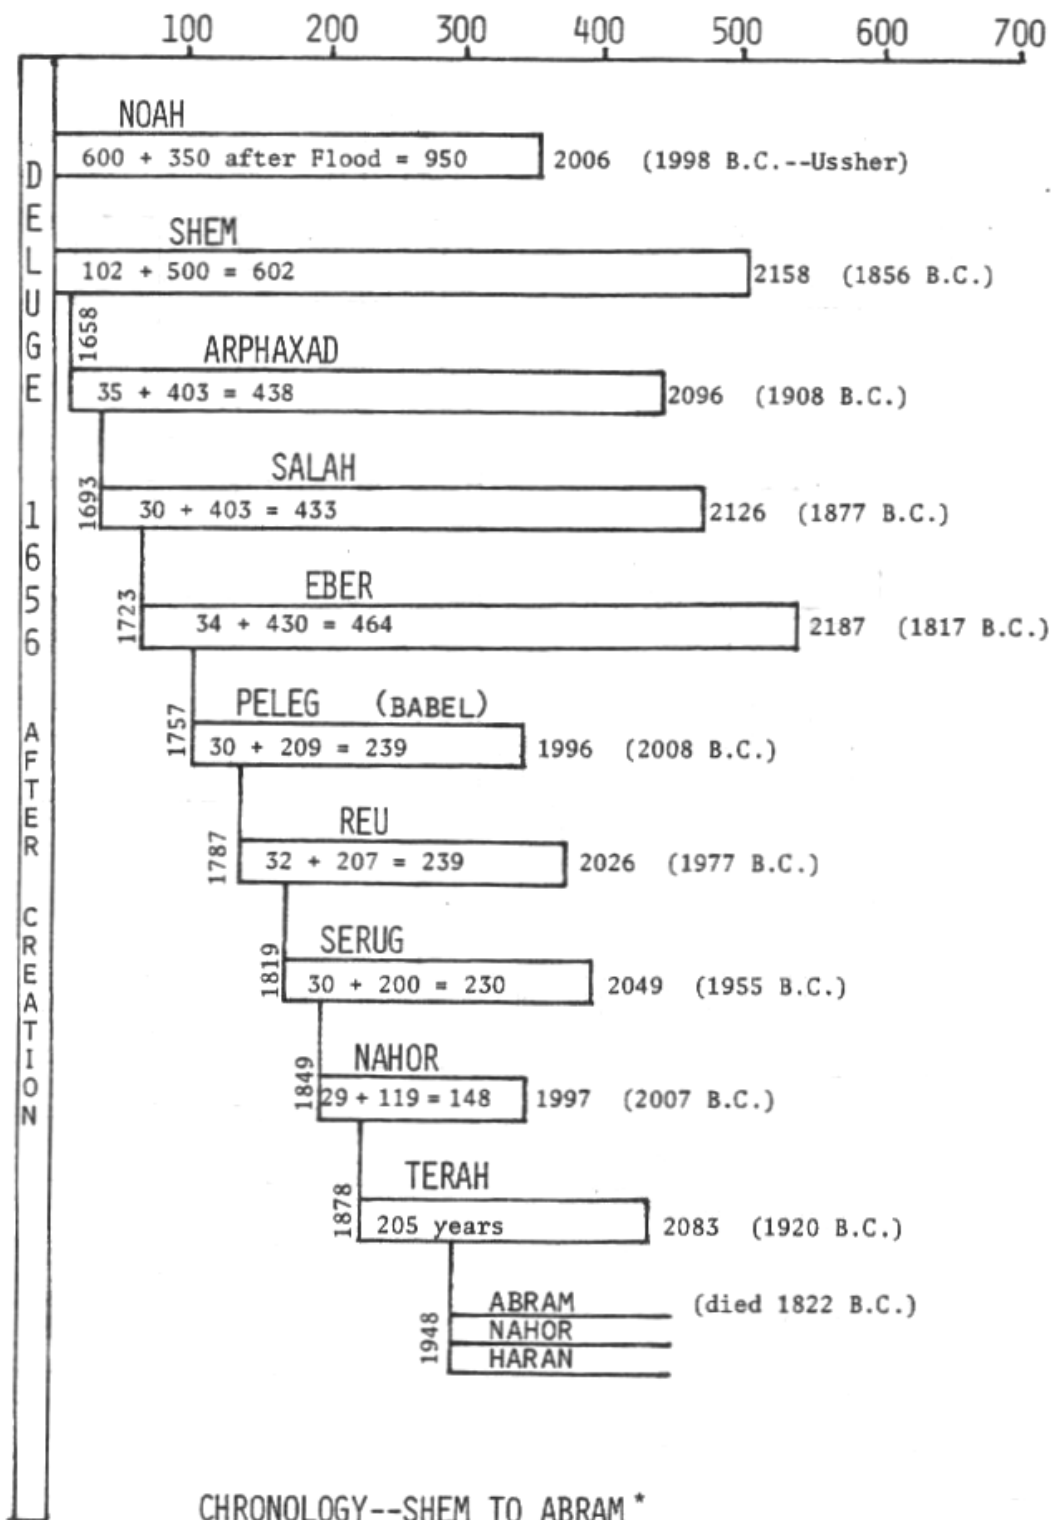 100 200 300 400 500 600 700
DELUGE 1656 AFTER CREATION
NOAH
600 + 350 after Flood = 950 2006 (1998 B.C.--Ussher)
SHEM
102 + 500 = 602 2158 (1856 B.C.)
1658
ARPHAXAD
35 + 403 = 438 2096 (1908 B.C.)
1693
SALAH
30 + 403 = 433 2126 (1877 B.C.)
1723
EBER
34 + 430 = 464 2187 (1817 B.C.)
1757
PELEG (BABEL)
30 + 209 = 239 1996 (2008 B.C.)
1787
REU
32 + 207 = 239 2026 (1977 B.C.)
1819
SERUG
30 + 200 = 230 2049 (1955 B.C.)
1849
NAHOR
29 + 119 = 148 1997 (2007 B.C.)
1878
TERAH
205 years 2083 (1920 B.C.)
1948
ABRAM (died 1822 B.C.)
NAHOR
HARAN
CHRONOLOGY--SHEM TO ABRAM*